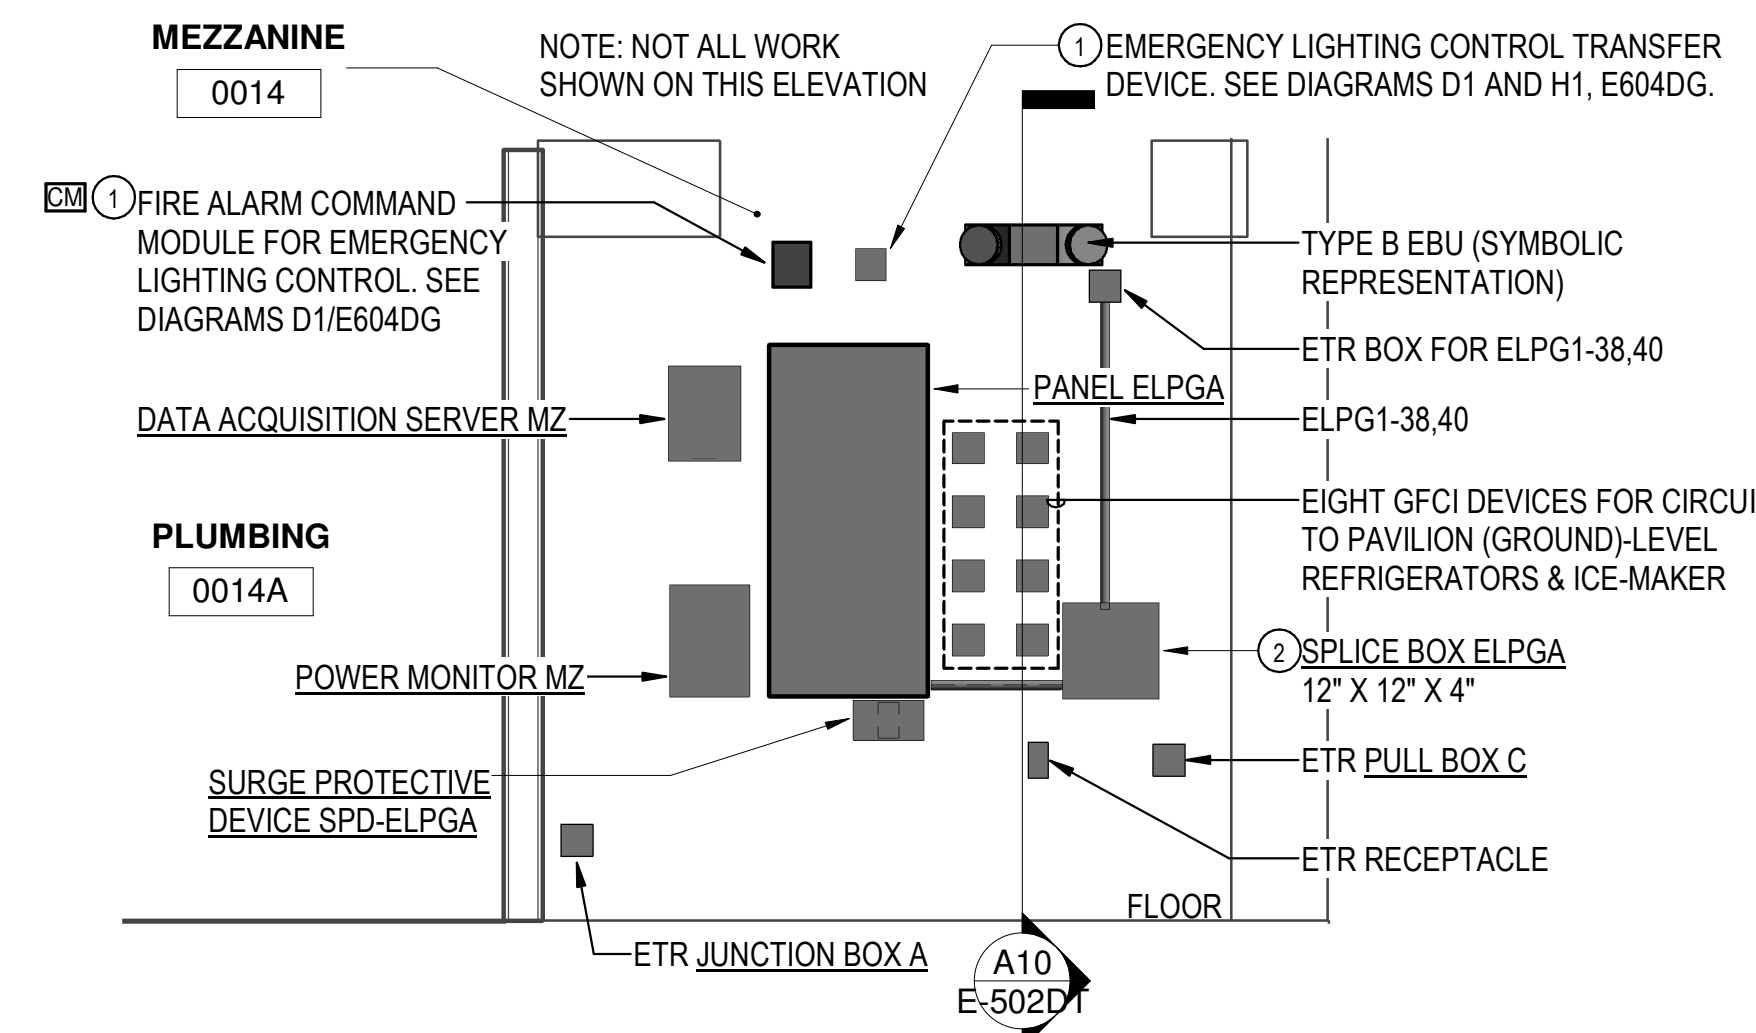 MEZZANINE
0014
NOTE: NOT ALL WORK
SHOWN ON THIS ELEVATION
1 EMERGENCY LIGHTING CONTROL TRANSFER
DEVICE. SEE DIAGRAMS D1 AND H1, E604DG.
CM 1 FIRE ALARM COMMAND
MODULE FOR EMERGENCY
LIGHTING CONTROL. SEE
DIAGRAMS D1/E604DG
TYPE B EBU (SYMBOLIC
REPRESENTATION)
ETR BOX FOR ELPG1-38,40
PANEL ELPGA
DATA ACQUISITION SERVER MZ
ELPG1-38,40
PLUMBING
0014A
EIGHT GFCI DEVICES FOR CIRCUI
TO PAVILION (GROUND)-LEVEL
REFRIGERATORS & ICE-MAKER
POWER MONITOR MZ
2 SPLICE BOX ELPGA
12" X 12" X 4"
SURGE PROTECTIVE
DEVICE SPD-ELPGA
ETR PULL BOX C
ETR RECEPTACLE
FLOOR
ETR JUNCTION BOX A
A10
E-502DT